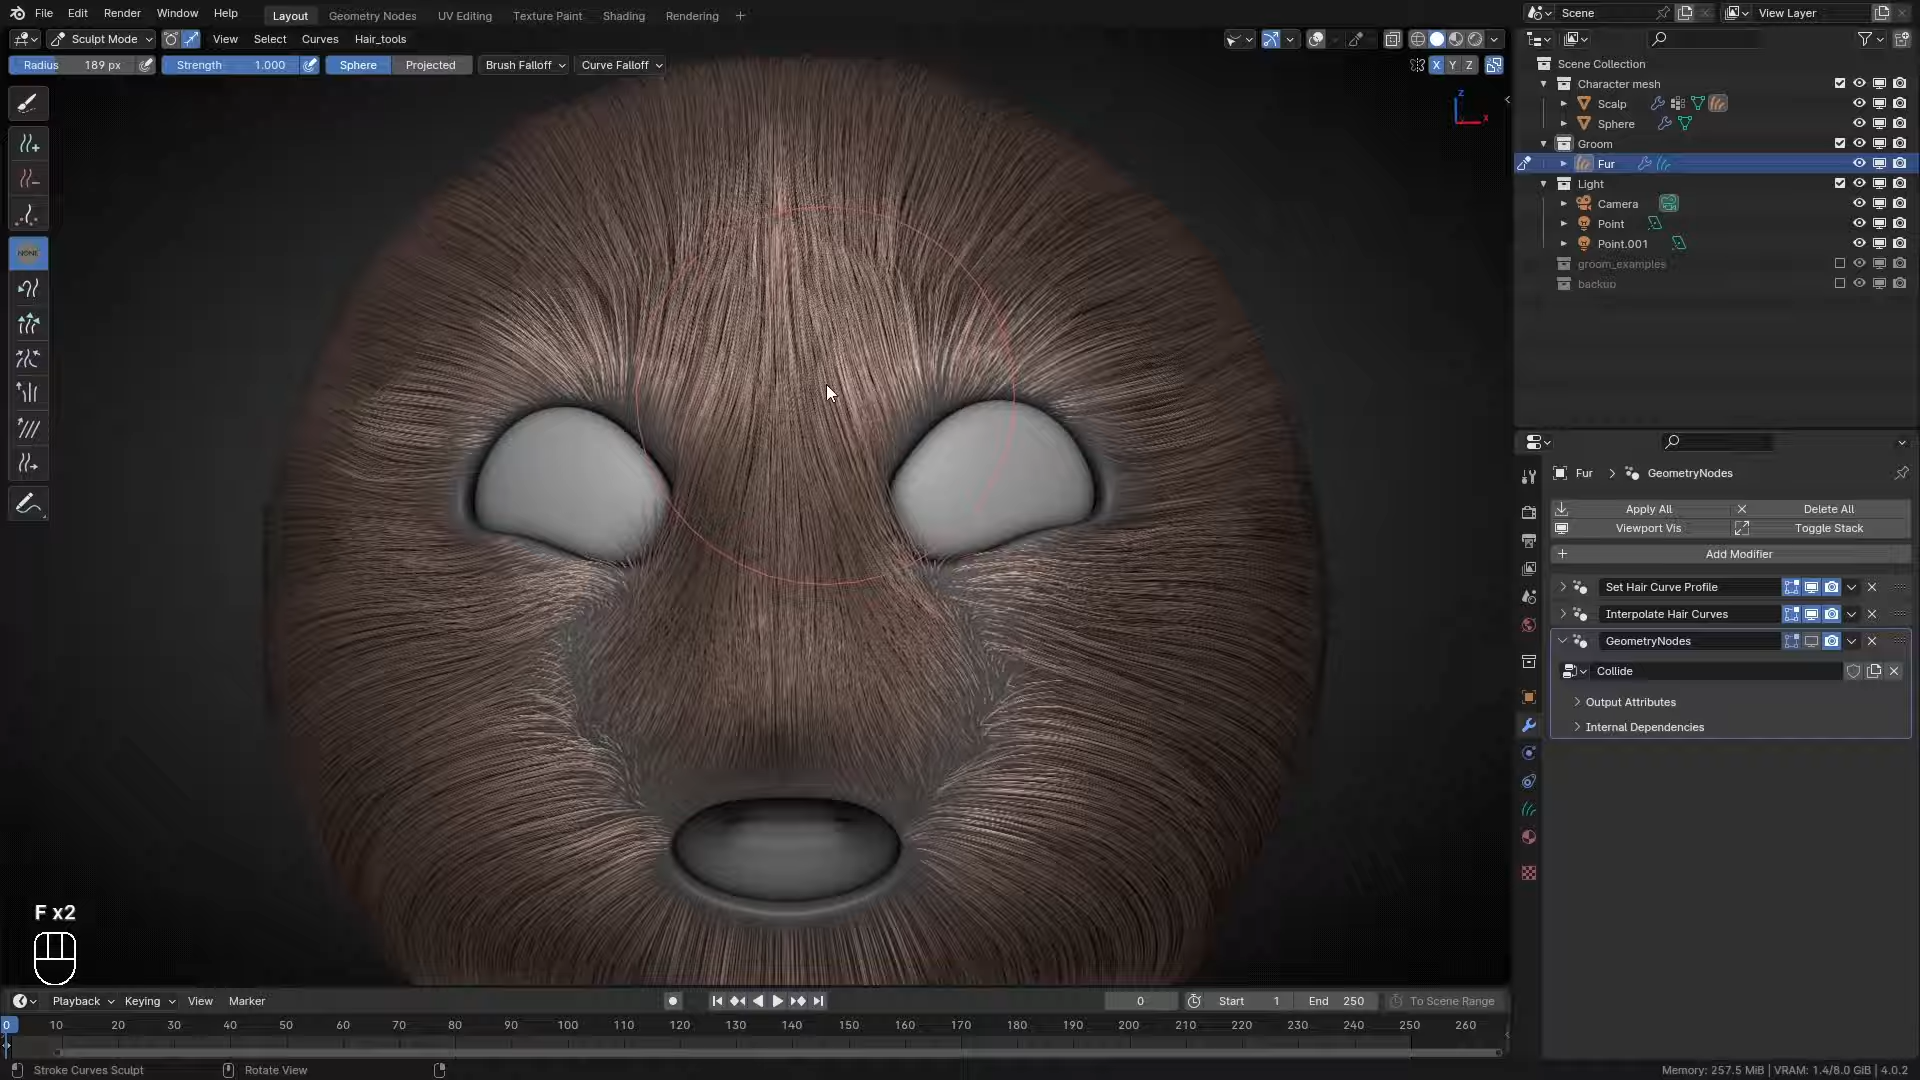 File Edit Render Window Help Layout Geometry Nodes UV Editing Texture Paint Shading Rendering + Scene View Layer
Sculpt Mode View Select Curves Hair_tools
Radius 189 px Strength 1.000 Sphere Projected Brush Falloff Curve Falloff X Y Z
Scene Collection
Character mesh
Scalp
Sphere
Groom
Fur
Light
Camera
Point
Point.001
groom_examples
backup
Z
X
NONE
Fur > GeometryNodes
Apply All Delete All
Viewport Vis Toggle Stack
Add Modifier
Set Hair Curve Profile
Interpolate Hair Curves
GeometryNodes
Collide
Output Attributes
Internal Dependencies
F x2
Playback Keying View Marker 0 Start 1 End 250 To Scene Range
0 10 20 30 40 50 60 70 80 90 100 110 120 130 140 150 160 170 180 190 200 210 220 230 240 250 260
Stroke Curves Sculpt Rotate View Memory: 257.5 MiB | VRAM: 1.4/8.0 GiB | 4.0.2